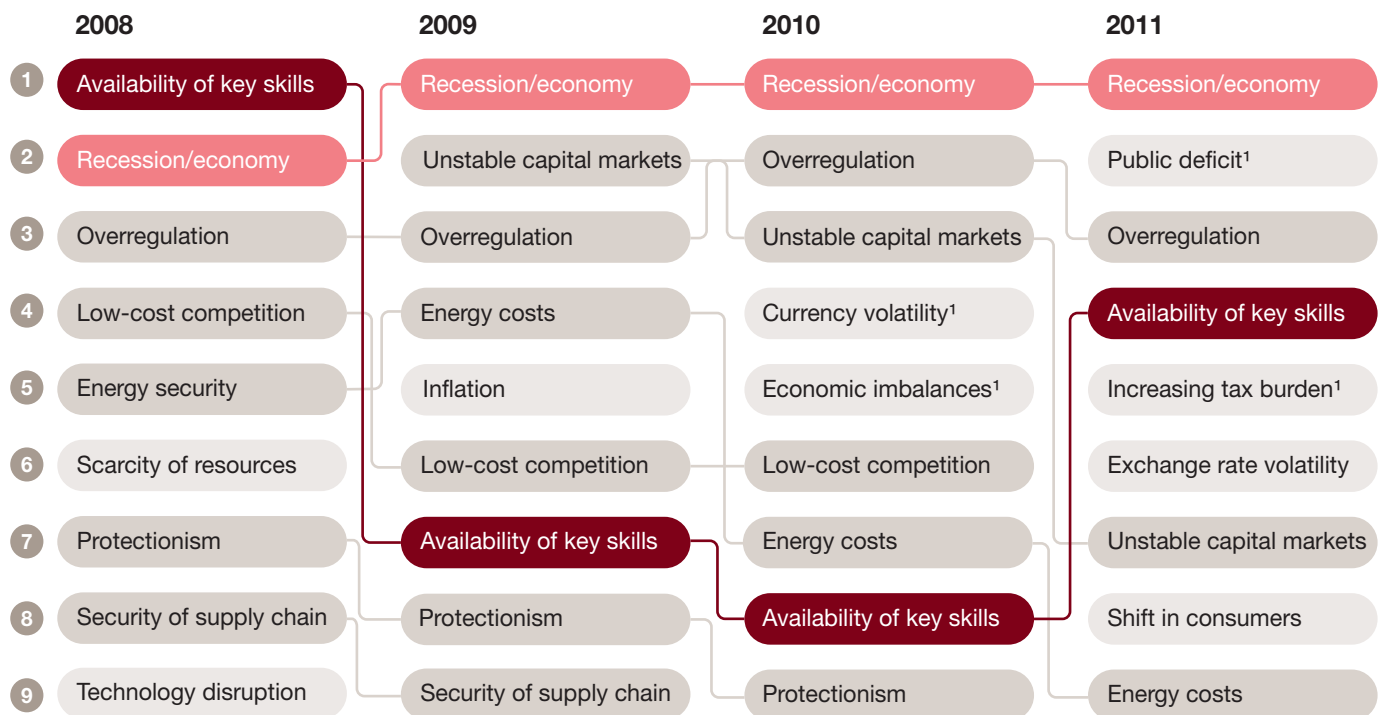 2008 2009 2010 2011
1 Availability of key skills Recession/economy Recession/economy Recession/economy
2 Recession/economy Unstable capital markets Overregulation Public deficit¹
3 Overregulation Overregulation Unstable capital markets Overregulation
4 Low-cost competition Energy costs Currency volatility¹ Availability of key skills
5 Energy security Inflation Economic imbalances¹ Increasing tax burden¹
6 Scarcity of resources Low-cost competition Low-cost competition Exchange rate volatility
7 Protectionism Availability of key skills Energy costs Unstable capital markets
8 Security of supply chain Protectionism Availability of key skills Shift in consumers
9 Technology disruption Security of supply chain Protectionism Energy costs